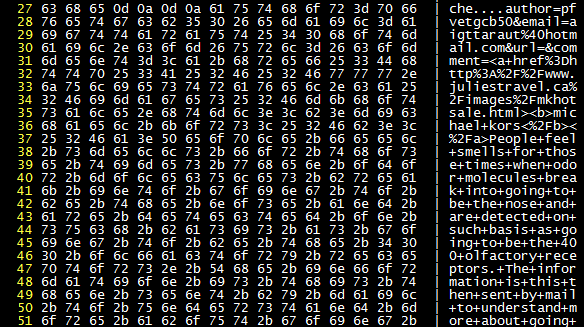 27 63 68 65 0d 0a 0d 0a 61 75 74 68 6f 72 3d 70 66 | che....author=pf
28 76 65 74 67 63 62 35 30 26 65 6d 61 69 6c 3d 61 | vetgcb50&email=a
29 69 67 74 74 61 72 61 75 74 25 34 30 68 6f 74 6d | igttaraut%40hotm
30 61 69 6c 2e 63 6f 6d 26 75 72 6c 3d 26 63 6f 6d | ail.com&url=&com
31 6d 65 6e 74 3d 3c 61 2b 68 72 65 66 25 33 44 68 | ment=<a+href%3Dh
32 74 74 70 25 33 41 25 32 46 25 32 46 77 77 77 2e | ttp%3A%2F%2Fwww.
33 6a 75 6c 69 65 73 74 72 61 76 65 6c 2e 63 61 25 | juliestravel.ca%
34 32 46 69 6d 61 67 65 73 25 32 46 6d 6b 68 6f 74 | 2Fimages%2Fmkhot
35 73 61 6c 65 2e 68 74 6d 6c 3e 3c 62 3e 6d 69 63 | sale.html><b>mic
36 68 61 65 6c 2b 6b 6f 72 73 3c 25 32 46 62 3e 3c | hael+kors<%2Fb><
37 25 32 46 61 3e 50 65 6f 70 6c 65 2b 66 65 65 6c | %2Fa>People+feel
38 2b 73 6d 65 6c 6c 73 2b 66 6f 72 2b 74 68 6f 73 | +smells+for+thos
39 65 2b 74 69 6d 65 73 2b 77 68 65 6e 2b 6f 64 6f | e+times+when+odo
40 72 2b 6d 6f 6c 65 63 75 6c 65 73 2b 62 72 65 61 | r+molecules+brea
41 6b 2b 69 6e 74 6f 2b 67 6f 69 6e 67 2b 74 6f 2b | k+into+going+to+
42 62 65 2b 74 68 65 2b 6e 6f 73 65 2b 61 6e 64 2b | be+the+nose+and+
43 61 72 65 2b 64 65 74 65 63 74 65 64 2b 6f 6e 2b | are+detected+on+
44 73 75 63 68 2b 62 61 73 69 73 2b 61 73 2b 67 6f | such+basis+as+go
45 69 6e 67 2b 74 6f 2b 62 65 2b 74 68 65 2b 34 30 | ing+to+be+the+40
46 30 2b 6f 6c 66 61 63 74 6f 72 79 2b 72 65 63 65 | 0+olfactory+rece
47 70 74 6f 72 73 2e 2b 54 68 65 2b 69 6e 66 6f 72 | ptors.+The+infor
48 6d 61 74 69 6f 6e 2b 69 73 2b 74 68 69 73 2b 74 | mation+is+this+t
49 68 65 6e 2b 73 65 6e 74 2b 62 79 2b 6d 61 69 6c | hen+sent+by+mail
50 2b 74 6f 2b 75 6e 64 65 72 73 74 61 6e 64 2b 6d | +to+understand+m
51 6f 72 65 2b 61 62 6f 75 74 2b 67 6f 69 6e 67 2b | ore+about+going+